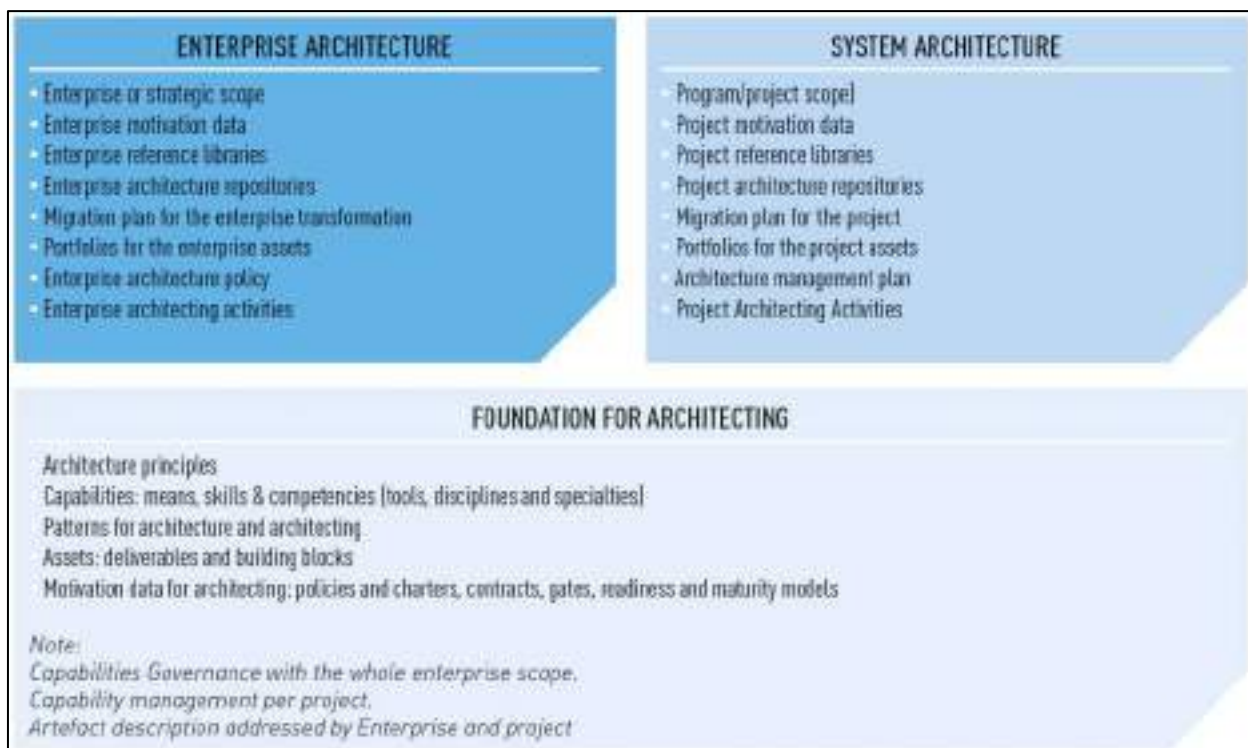 ENTERPRISE ARCHITECTURE
• Enterprise or strategic scope
• Enterprise motivation data
• Enterprise reference libraries
• Enterprise architecture repositories
• Migration plan for the enterprise transformation
• Portfolios for the enterprise assets
• Enterprise architecture policy
• Enterprise architecting activities
SYSTEM ARCHITECTURE
• Program/project scope)
• Project motivation data
• Project reference libraries
• Project architecture repositories
• Migration plan for the project
• Portfolios for the project assets
• Architecture management plan
• Project Architecting Activities
FOUNDATION FOR ARCHITECTING
Architecture principles
Capabilities: means, skills & competencies (tools, disciplines and specialties)
Patterns for architecture and architecting
Assets: deliverables and building blocks
Motivation data for architecting: policies and charters, contracts, gates, readiness and maturity models
Note:
Capabilities Governance with the whole enterprise scope.
Capability management per project.
Artefact description addressed by Enterprise and project